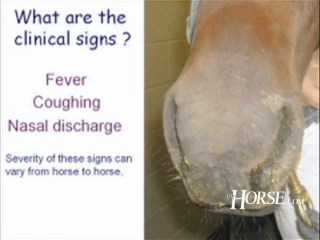 What are the
clinical signs ?
Fever
Coughing
Nasal discharge
Severity of these signs can
vary from horse to horse.
HORSE.COM